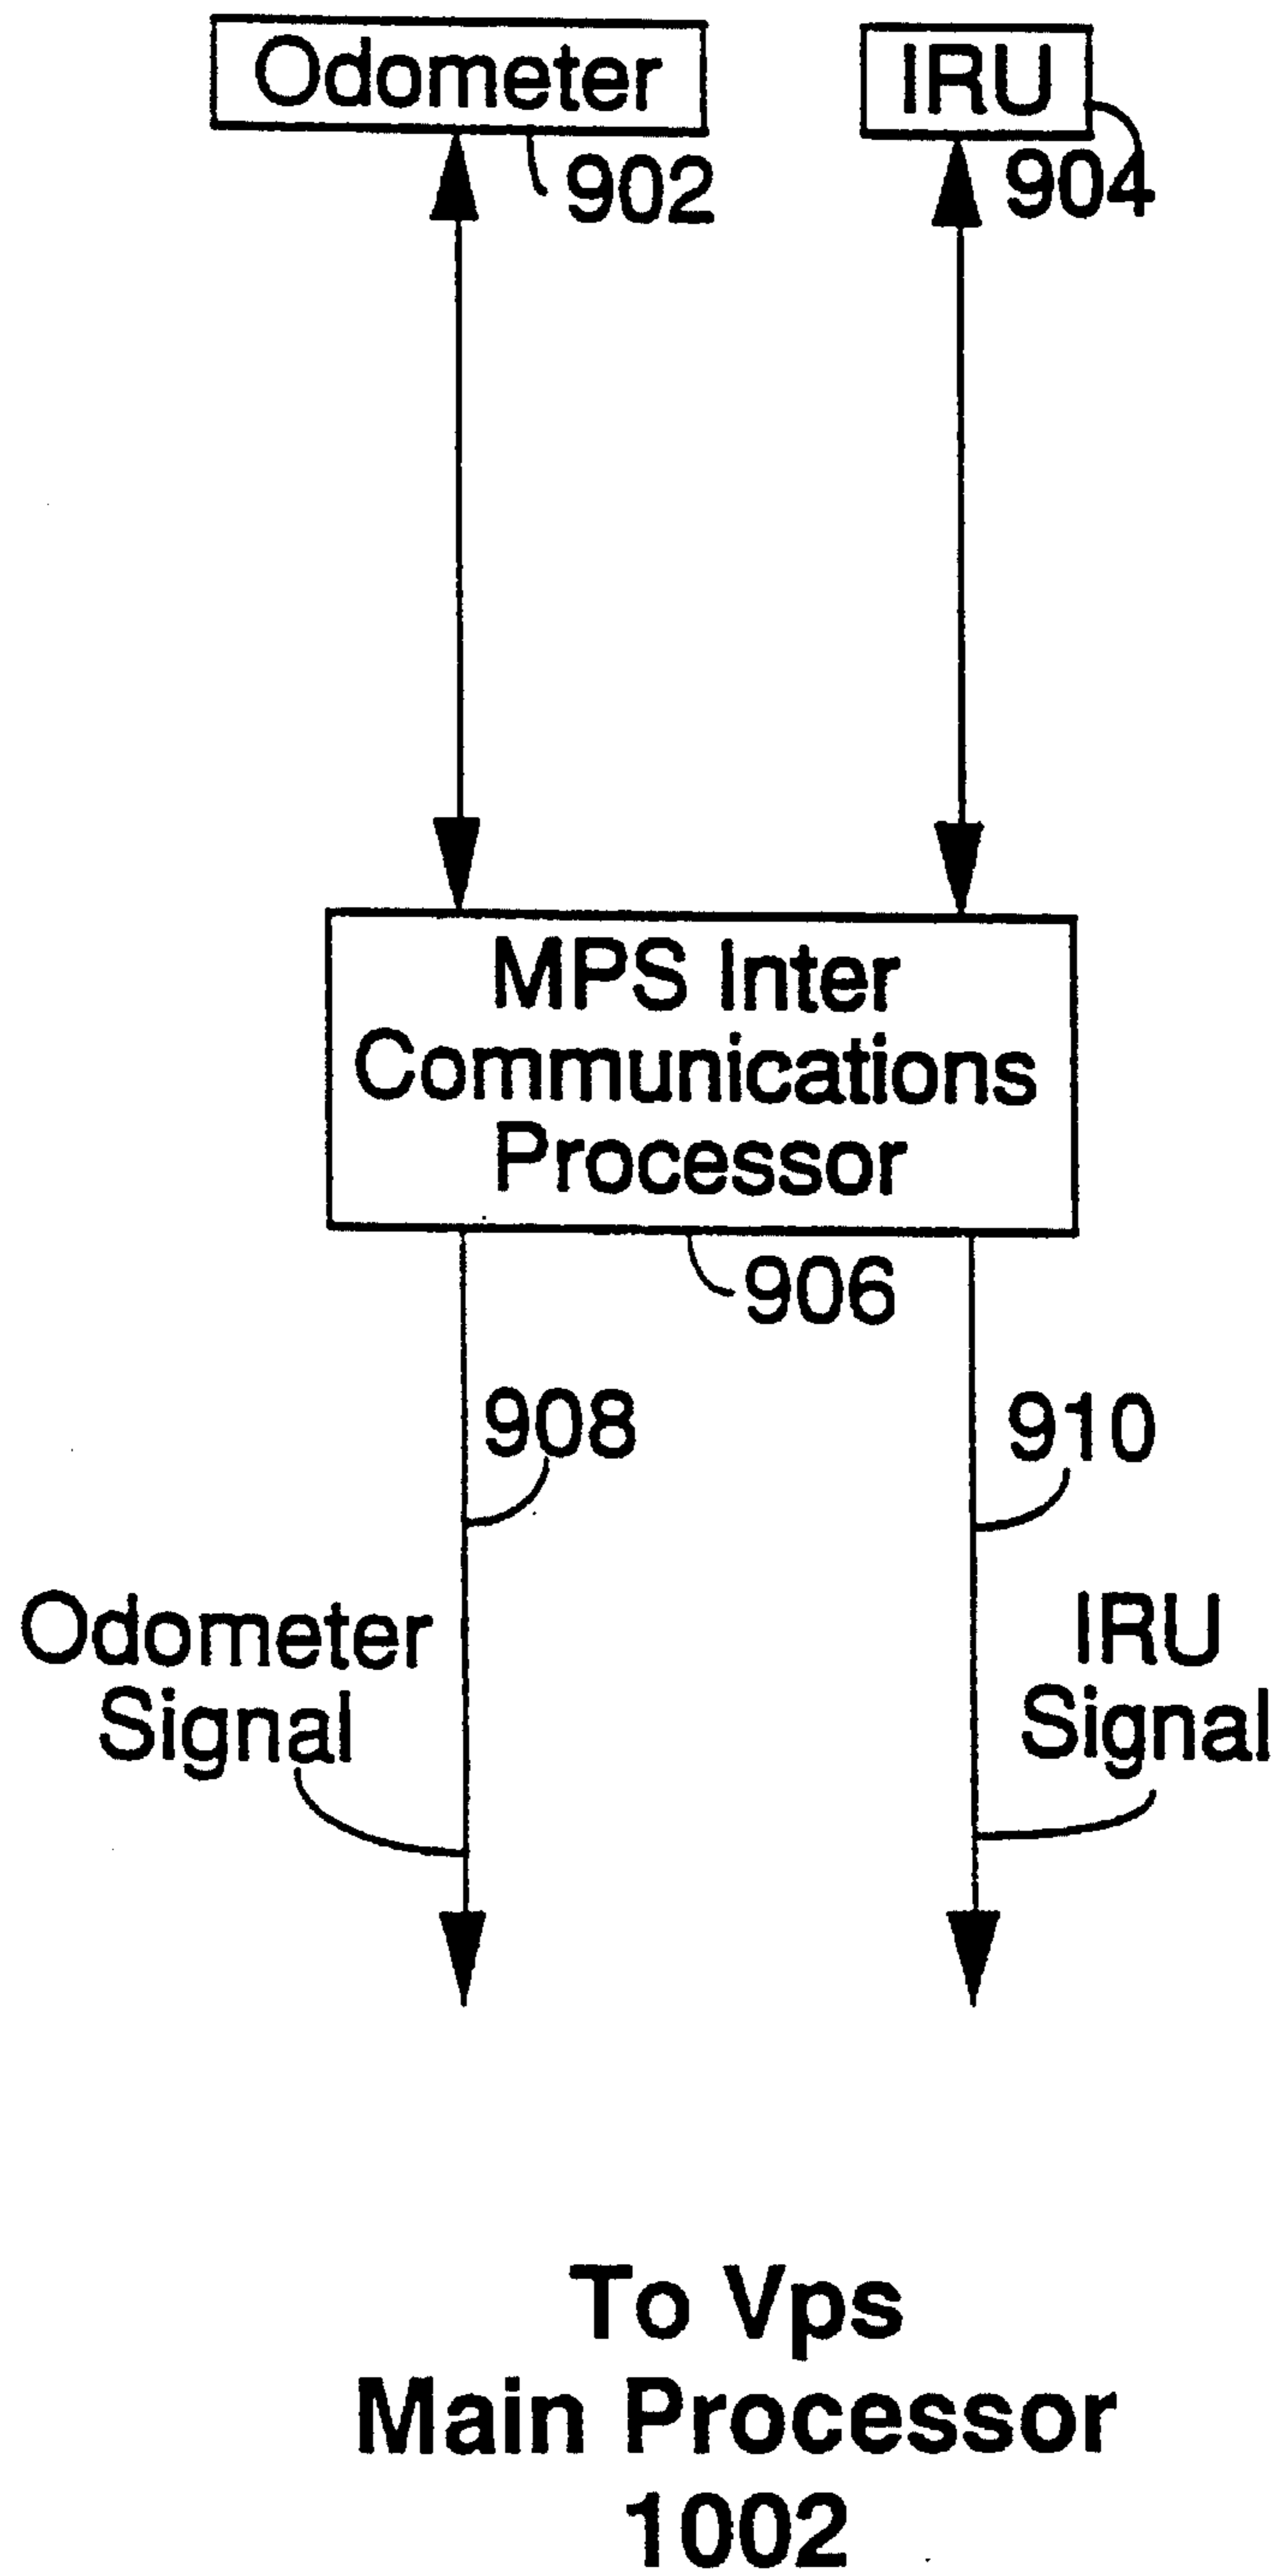 Odometer
IRU
902
904
MPS Inter
Communications
Processor
906
908
910
Odometer
Signal
IRU
Signal
To Vps
Main Processor
1002